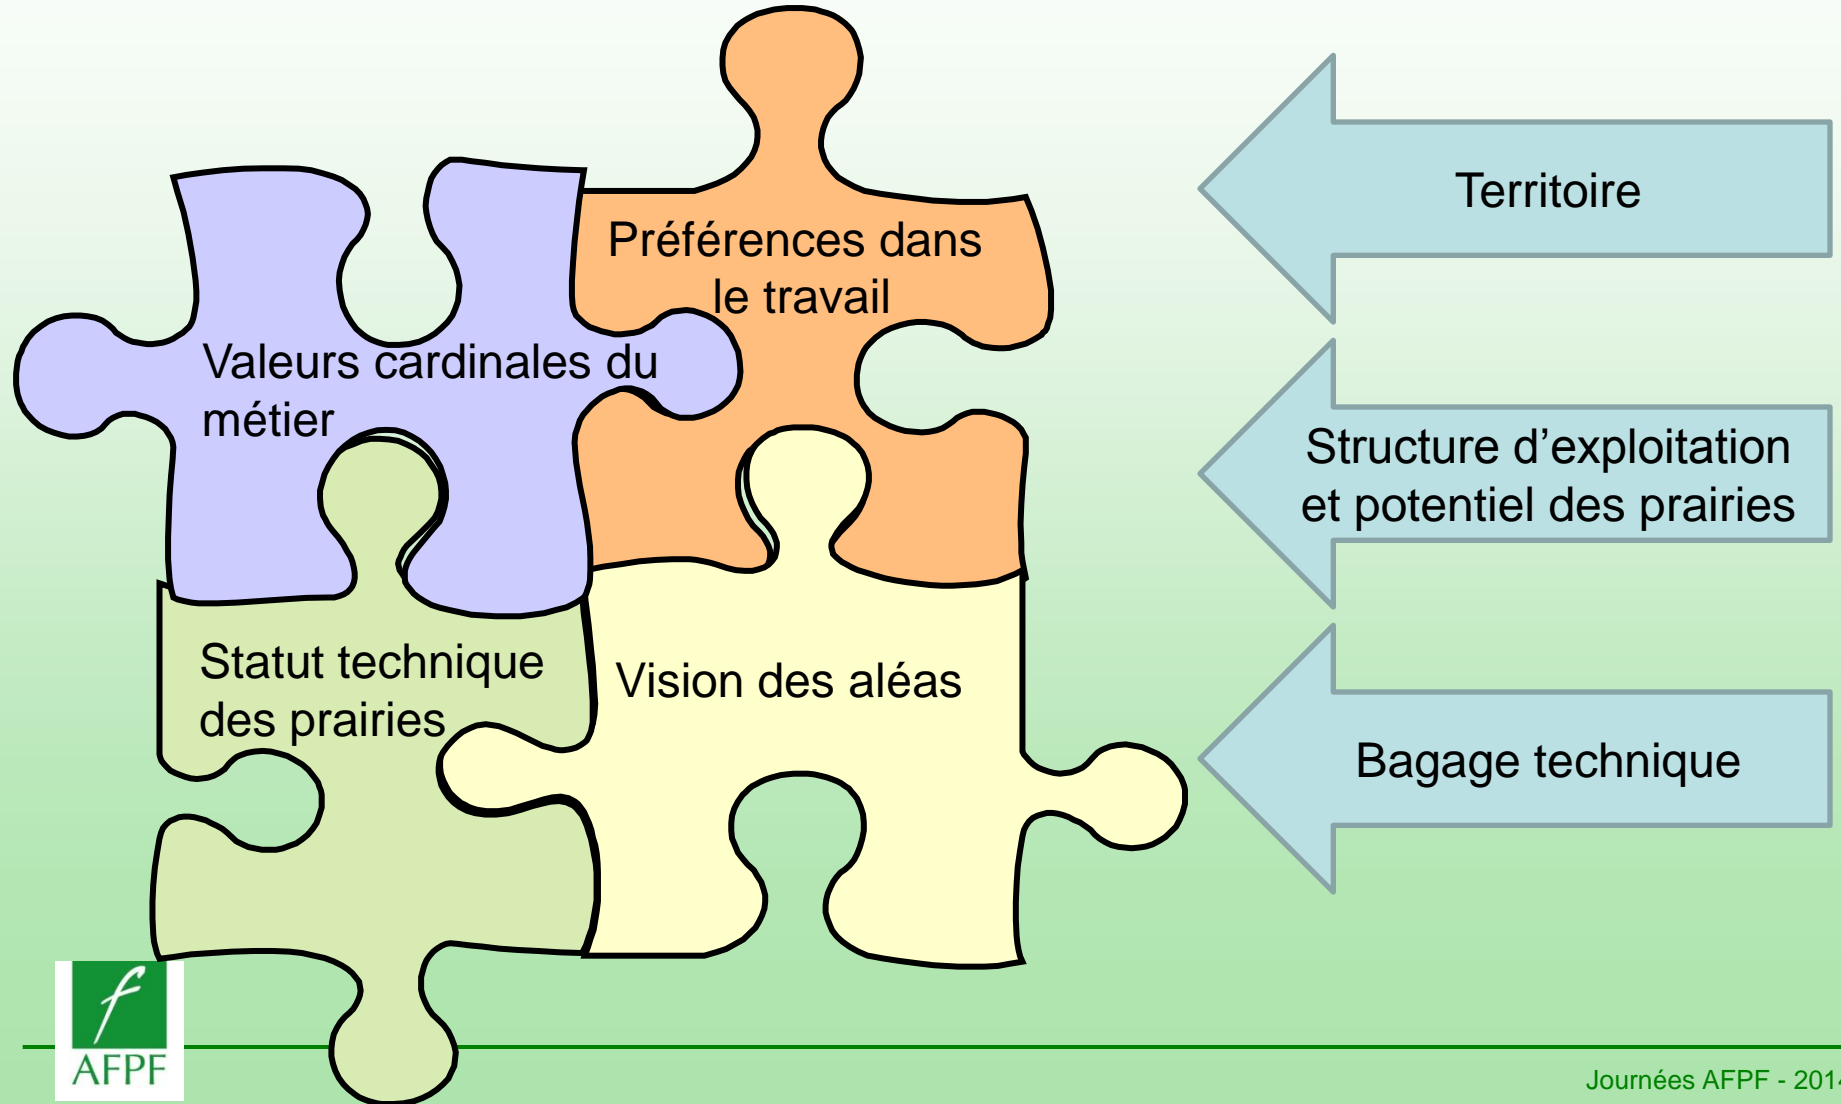 Préférences dans
le travail
Valeurs cardinales du
métier
Statut technique
des prairies
Vision des aléas
Territoire
Structure d’exploitation
et potentiel des prairies
Bagage technique
f
AFPF
Journées AFPF - 2014